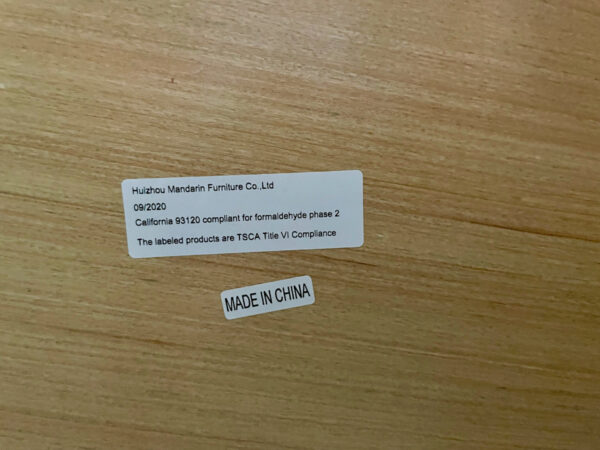 Huizhou Mandarin Furniture Co.,Ltd
09/2020
California 93120 compliant for formaldehyde phase 2
The labeled products are TSCA Title VI Compliance
MADE IN CHINA